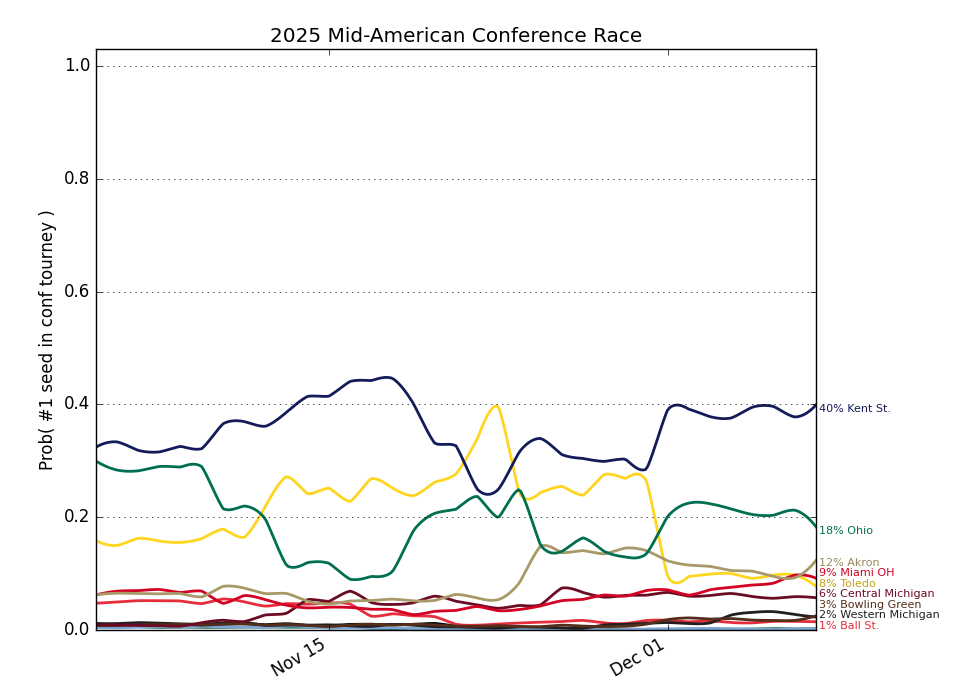 2025 Mid-American Conference Race
Prob( #1 seed in conf tourney )
1.0
0.8
0.6
0.4
0.2
0.0
Nov 15
Dec 01
40% Kent St.
18% Ohio
12% Akron
9% Miami OH
8% Toledo
6% Central Michigan
3% Bowling Green
2% Western Michigan
1% Ball St.